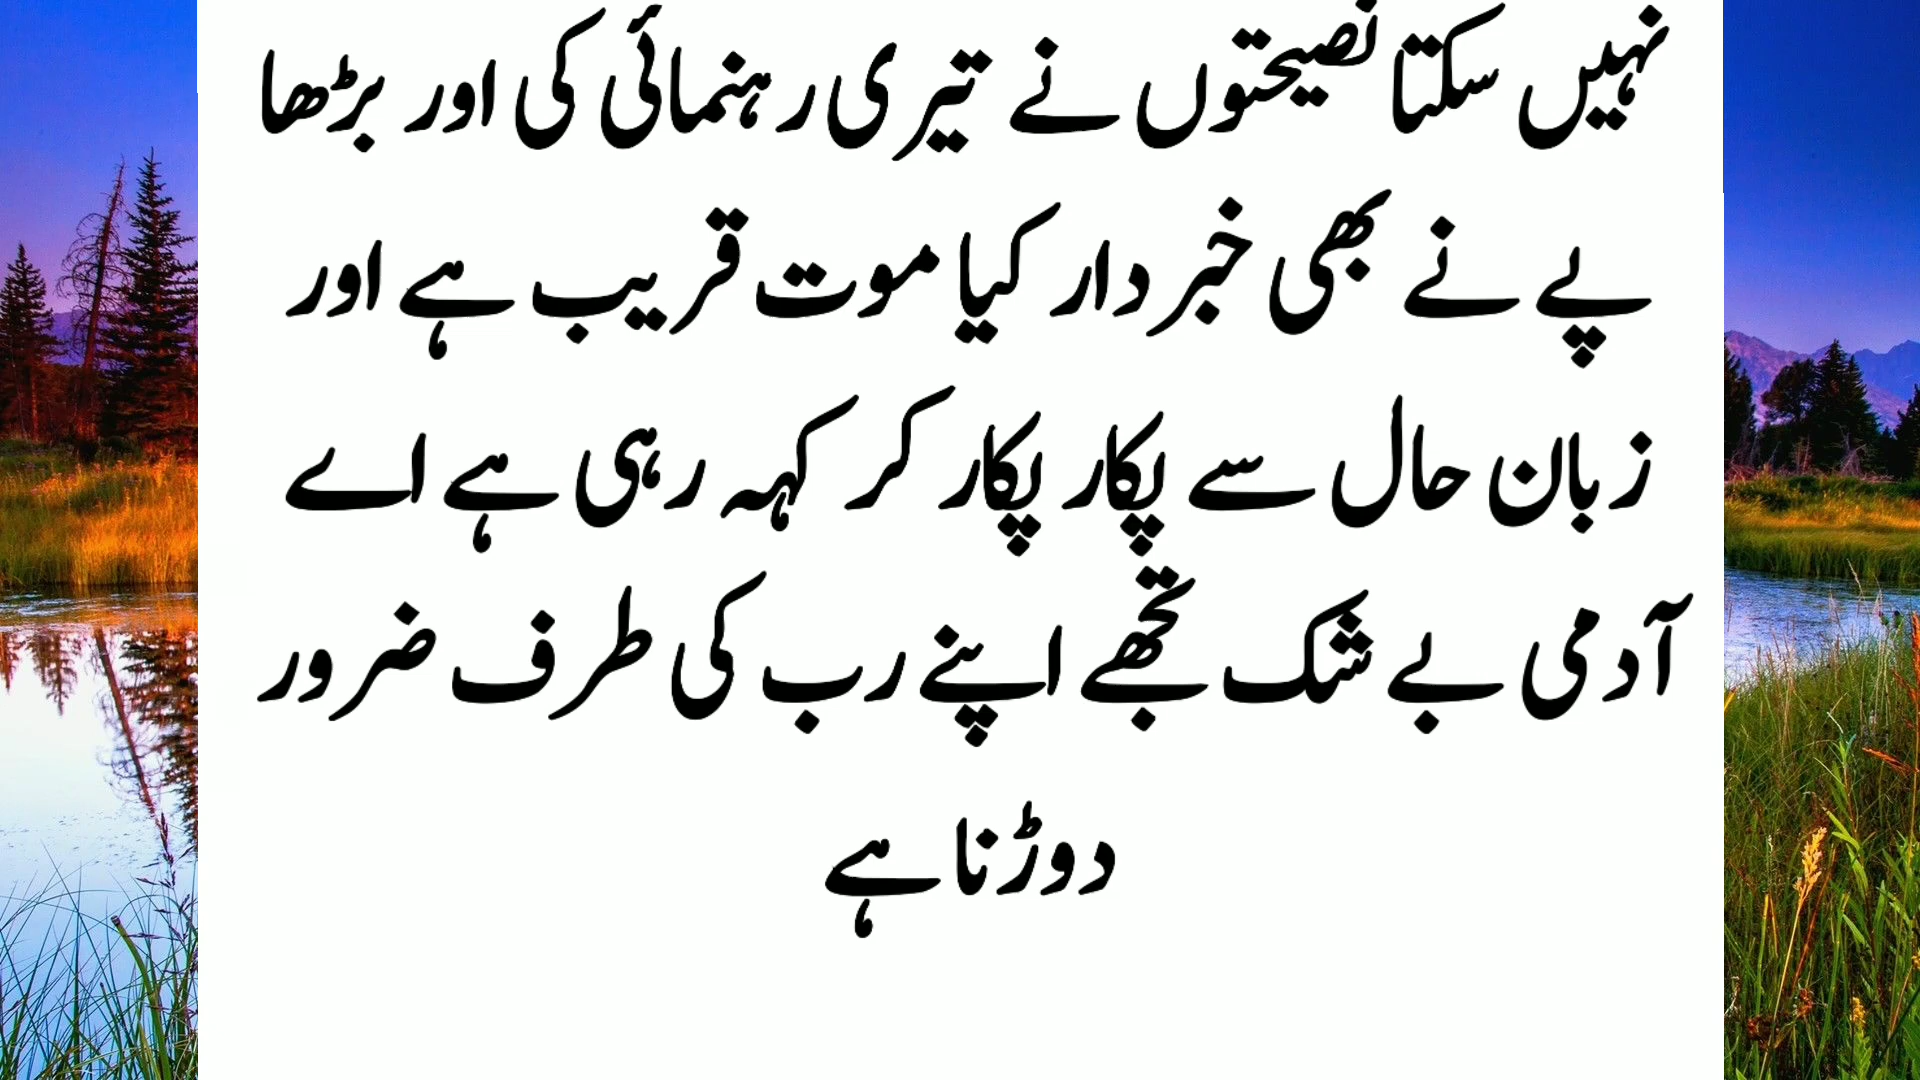 نہیں سکتا نصیحتوں نے تیری رہنمائی کی اور بڑھا
پے نے بھی خبردار کیا موت قریب ہے اور
زبان حال سے پکار پکار کر کہہ رہی ہے اے
آدمی بے شک تجھے اپنے رب کی طرف ضرور
دوڑنا ہے